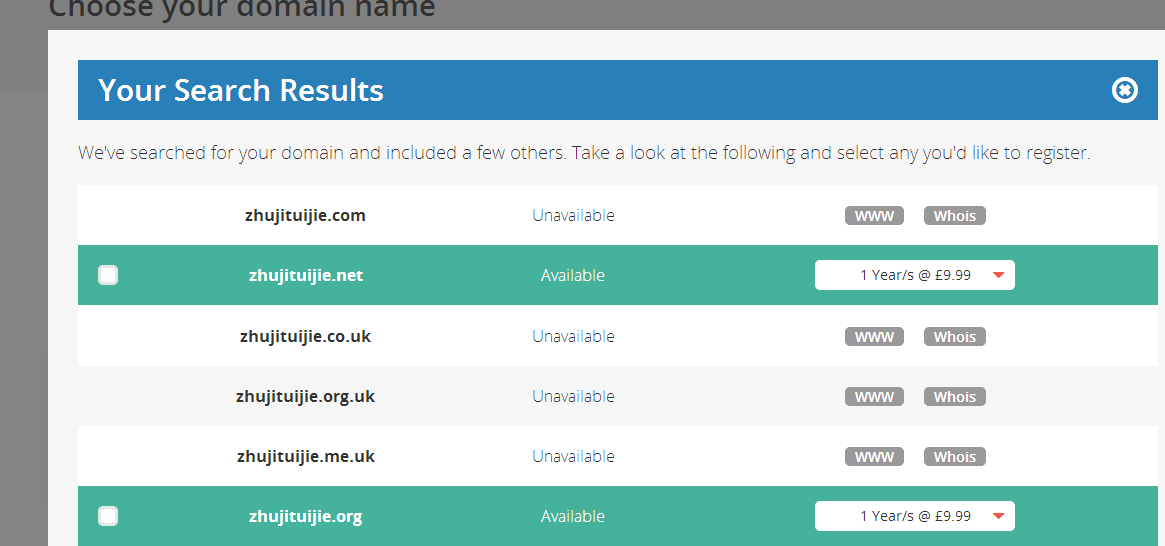 Choose your domain name
Your Search Results
We've searched for your domain and included a few others. Take a look at the following and select any you'd like to register.
zhujituijie.com Unavailable WWW Whois
zhujituijie.net Available 1 Year/s @ £9.99
zhujituijie.co.uk Unavailable WWW Whois
zhujituijie.org.uk Unavailable WWW Whois
zhujituijie.me.uk Unavailable WWW Whois
zhujituijie.org Available 1 Year/s @ £9.99